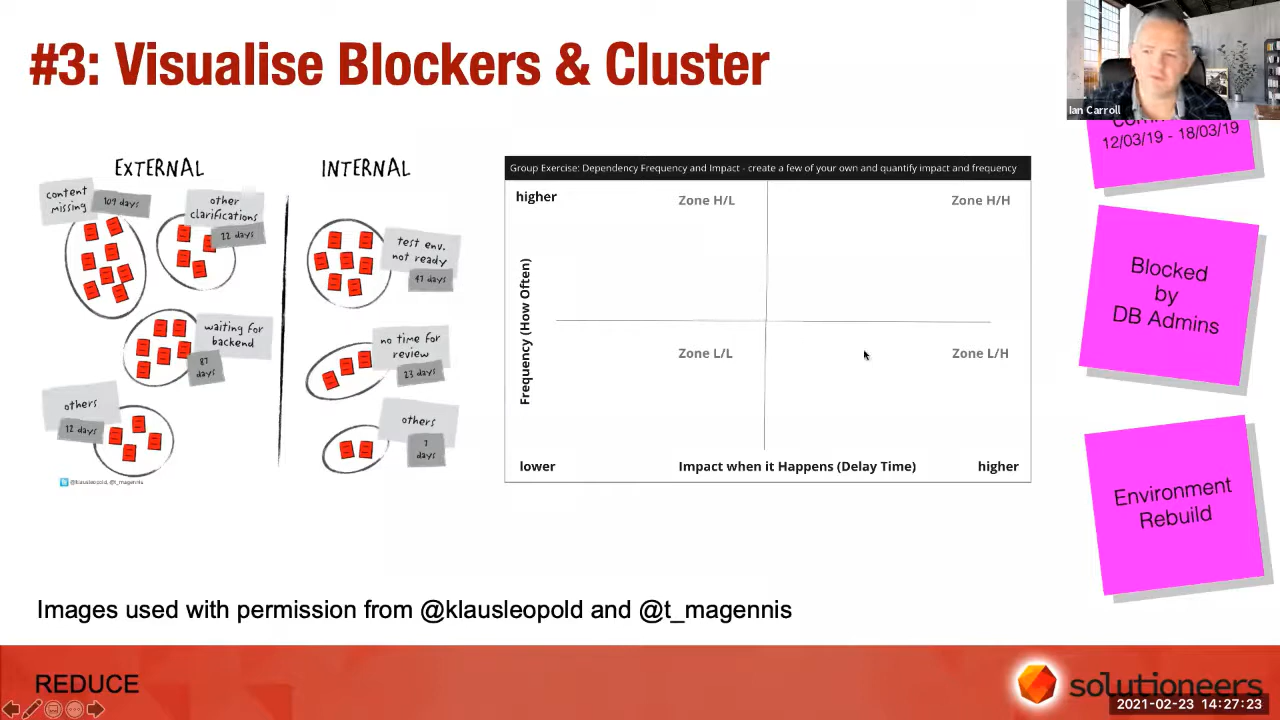 #3: Visualise Blockers & Cluster
Ian Carroll
12/03/19 - 18/03/19
EXTERNAL
INTERNAL
content
missing
109 days
other
clarifications
22 days
waiting for
backend
87
days
others
12 days
test env.
not ready
47 days
no time for
review
23 days
others
7
days
@klausleopold, @t_magennis
Group Exercise: Dependency Frequency and Impact - create a few of your own and quantify impact and frequency
higher
Zone H/L
Zone H/H
Frequency (How Often)
Zone L/L
Zone L/H
lower
Impact when it Happens (Delay Time)
higher
Blocked
by
DB Admins
Environment
Rebuild
Images used with permission from @klausleopold and @t_magennis
REDUCE
solutioneers
2021-02-23 14:27:23